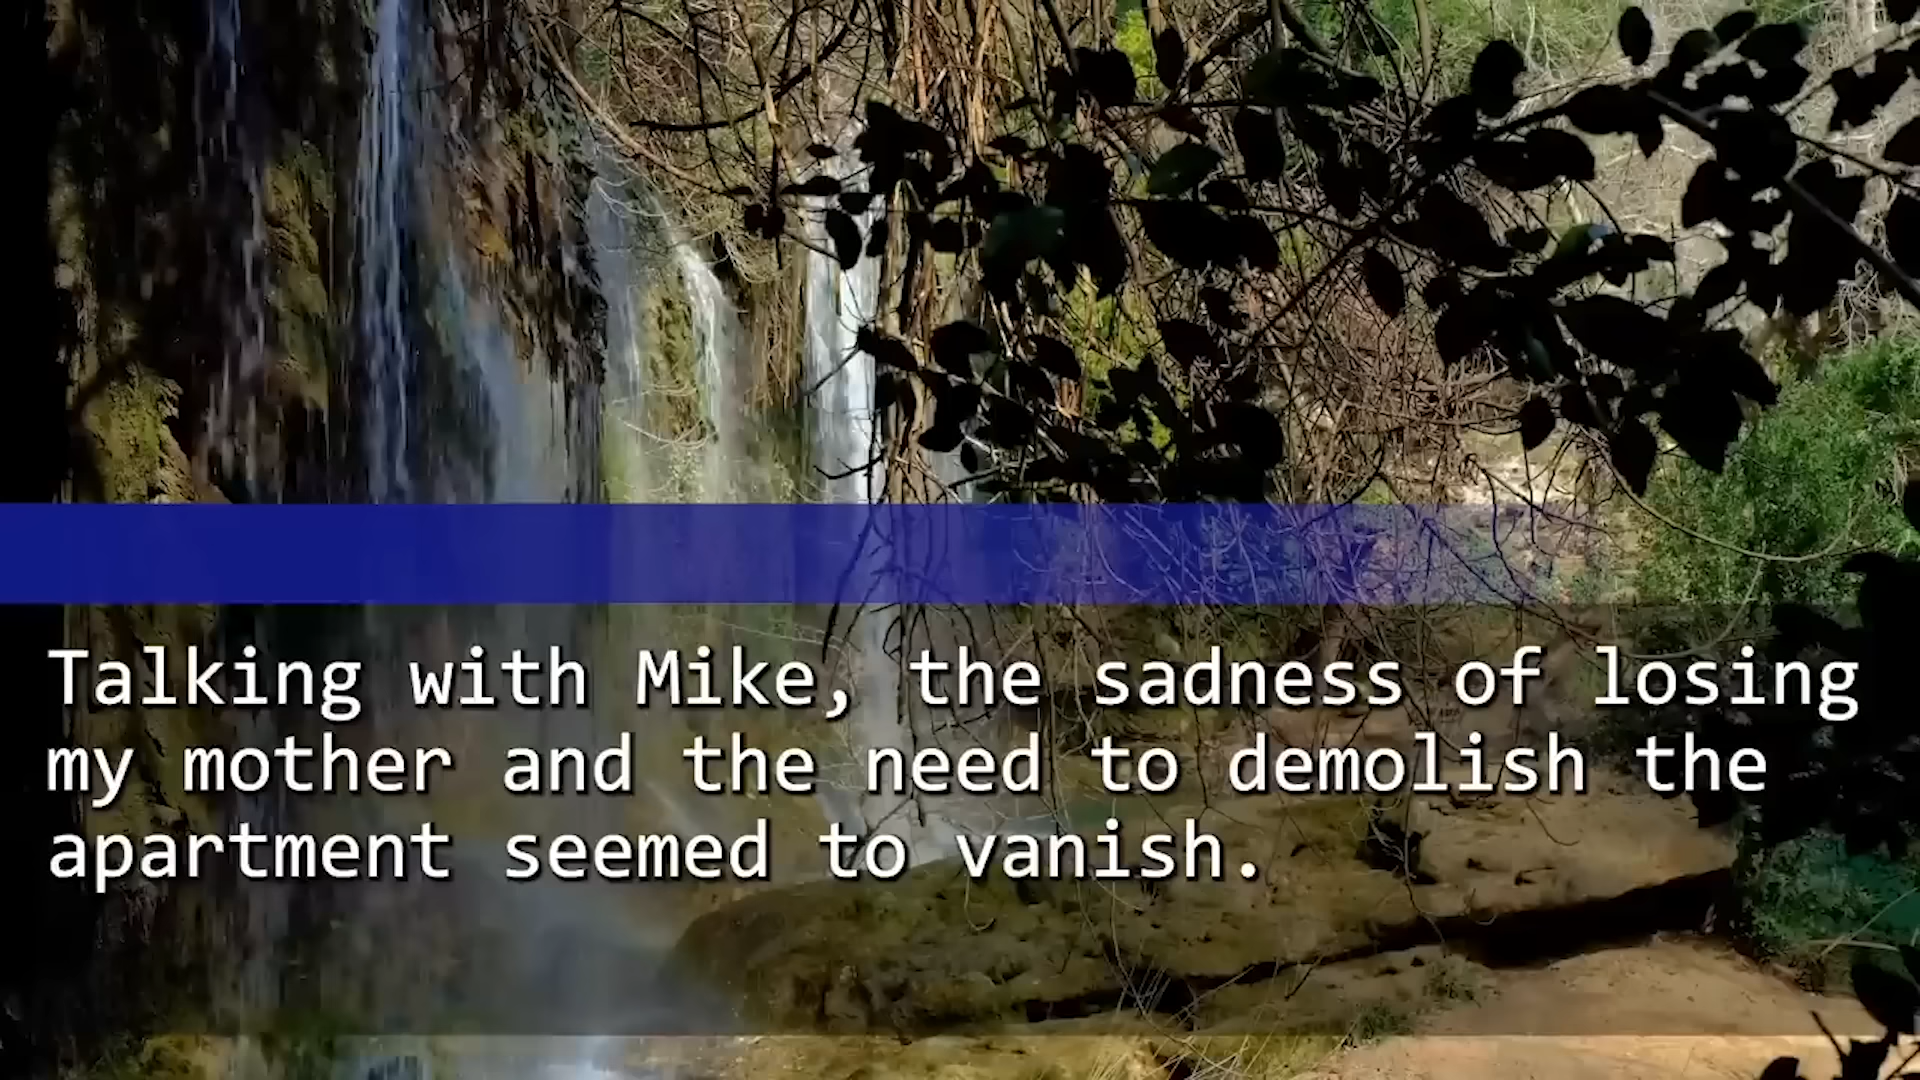 Talking with Mike, the sadness of losing
my mother and the need to demolish the
apartment seemed to vanish.